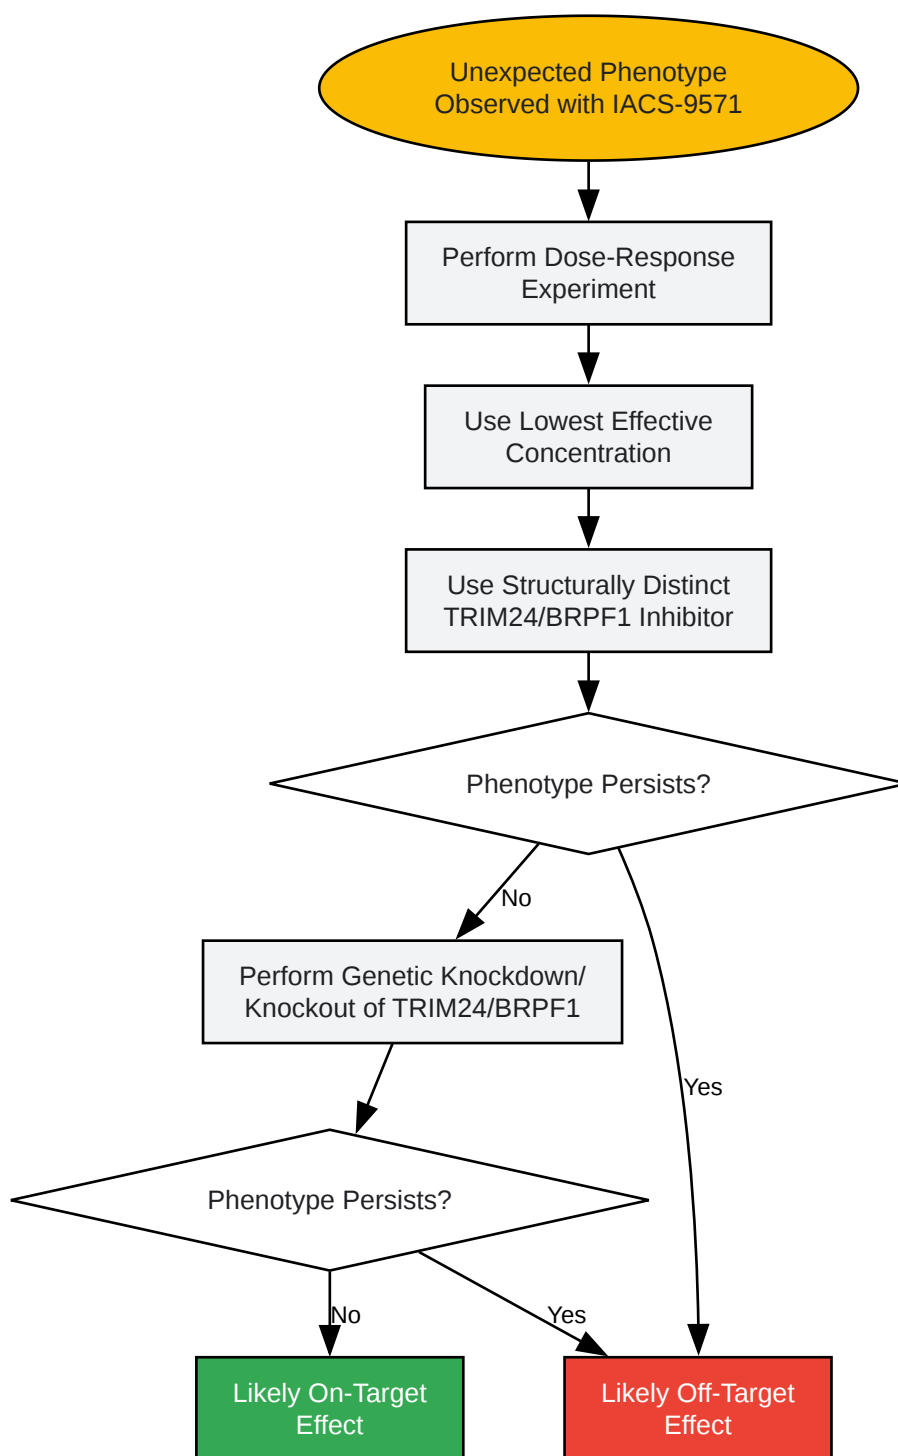 Unexpected Phenotype
Observed with IACS-9571
Perform Dose-Response
Experiment
Use Lowest Effective
Concentration
Use Structurally Distinct
TRIM24/BRPF1 Inhibitor
Phenotype Persists?
No
Perform Genetic Knockdown/
Knockout of TRIM24/BRPF1
Yes
Phenotype Persists?
No
Yes
Likely On-Target
Effect
Likely Off-Target
Effect